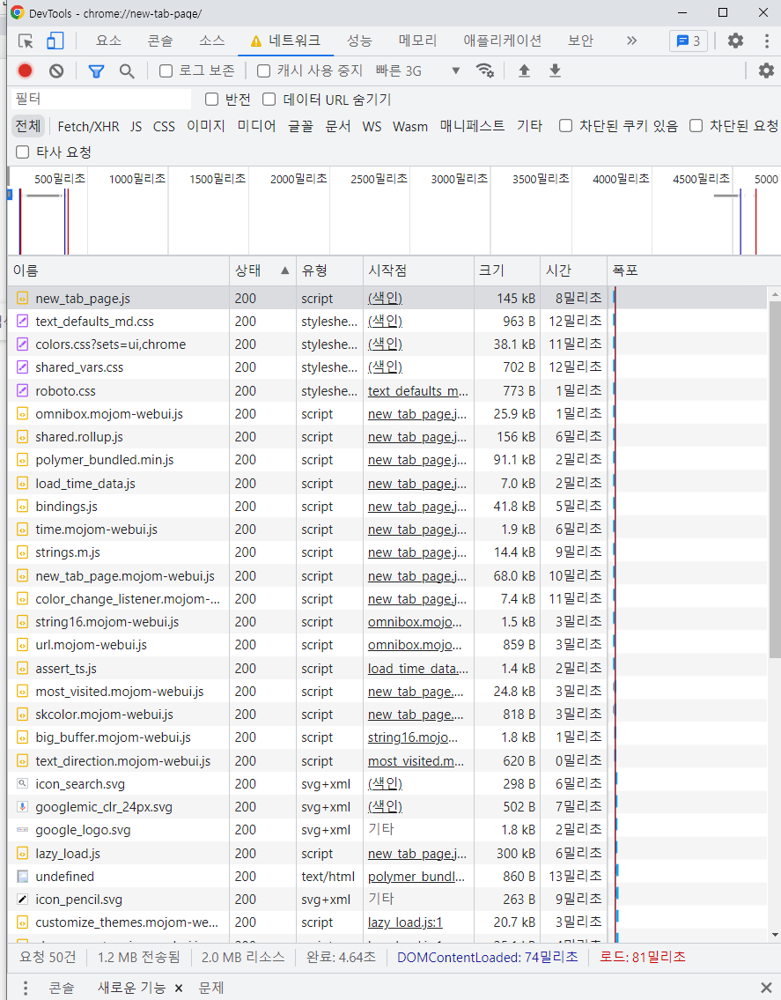 DevTools - chrome://new-tab-page/
요소 콘솔 소스 네트워크 성능 메모리 애플리케이션 보안 » 3
로그 보존 캐시 사용 중지 빠른 3G
필터 반전 데이터 URL 숨기기
전체 Fetch/XHR JS CSS 이미지 미디어 글꼴 문서 WS Wasm 매니페스트 기타 차단된 쿠키 있음 차단된 요청
타사 요청
500밀리초 1000밀리초 1500밀리초 2000밀리초 2500밀리초 3000밀리초 3500밀리초 4000밀리초 4500밀리초 5000
이름 상태 유형 시작점 크기 시간 폭포
new_tab_page.js 200 script (색인) 145 kB 8밀리초
text_defaults_md.css 200 styleshe... (색인) 963 B 12밀리초
colors.css?sets=ui,chrome 200 styleshe... (색인) 38.1 kB 11밀리초
shared_vars.css 200 styleshe... (색인) 702 B 12밀리초
roboto.css 200 styleshe... text_defaults_m... 773 B 1밀리초
omnibox.mojom-webui.js 200 script new_tab_page.j... 25.9 kB 1밀리초
shared.rollup.js 200 script new_tab_page.j... 156 kB 6밀리초
polymer_bundled.min.js 200 script new_tab_page.j... 91.1 kB 2밀리초
load_time_data.js 200 script new_tab_page.j... 7.0 kB 2밀리초
bindings.js 200 script new_tab_page.j... 41.8 kB 5밀리초
time.mojom-webui.js 200 script new_tab_page.j... 1.9 kB 6밀리초
strings.m.js 200 script new_tab_page.j... 14.4 kB 9밀리초
new_tab_page.mojom-webui.js 200 script new_tab_page.j... 68.0 kB 10밀리초
color_change_listener.mojom-... 200 script new_tab_page.j... 7.4 kB 11밀리초
string16.mojom-webui.js 200 script omnibox.mojo... 1.5 kB 3밀리초
url.mojom-webui.js 200 script omnibox.mojo... 859 B 3밀리초
assert_ts.js 200 script load_time_data.... 1.4 kB 2밀리초
most_visited.mojom-webui.js 200 script new_tab_page.... 24.8 kB 3밀리초
skcolor.mojom-webui.js 200 script new_tab_page.... 818 B 3밀리초
big_buffer.mojom-webui.js 200 script string16.mojo... 1.8 kB 1밀리초
text_direction.mojom-webui.js 200 script most_visited.m... 620 B 0밀리초
icon_search.svg 200 svg+xml (색인) 298 B 6밀리초
googlemic_clr_24px.svg 200 svg+xml (색인) 502 B 7밀리초
google_logo.svg 200 svg+xml 기타 1.8 kB 2밀리초
lazy_load.js 200 script new_tab_page.j... 300 kB 6밀리초
undefined 200 text/html polymer_bundl... 860 B 13밀리초
icon_pencil.svg 200 svg+xml 기타 263 B 9밀리초
customize_themes.mojom-we... 200 script lazy_load.js:1 20.7 kB 3밀리초
요청 50건 1.2 MB 전송됨 2.0 MB 리소스 완료: 4.64초 DOMContentLoaded: 74밀리초 로드: 81밀리초
콘솔 새로운 기능 문제